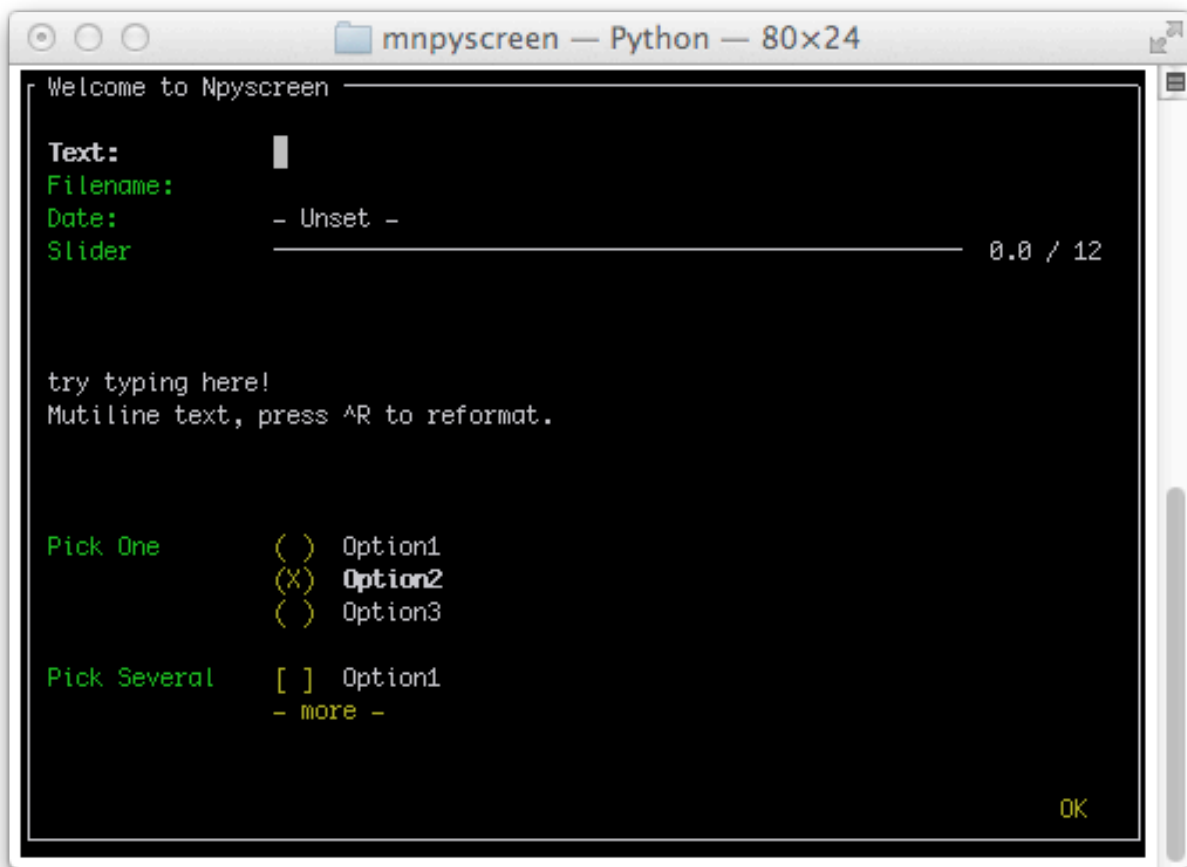 mnpyscreen — Python — 80×24
Welcome to Npyscreen
Text:
Filename:
Date: - Unset -
Slider 0.0 / 12
try typing here!
Mutiline text, press ^R to reformat.
Pick One ( ) Option1
(X) Option2
( ) Option3
Pick Several [ ] Option1
- more -
OK